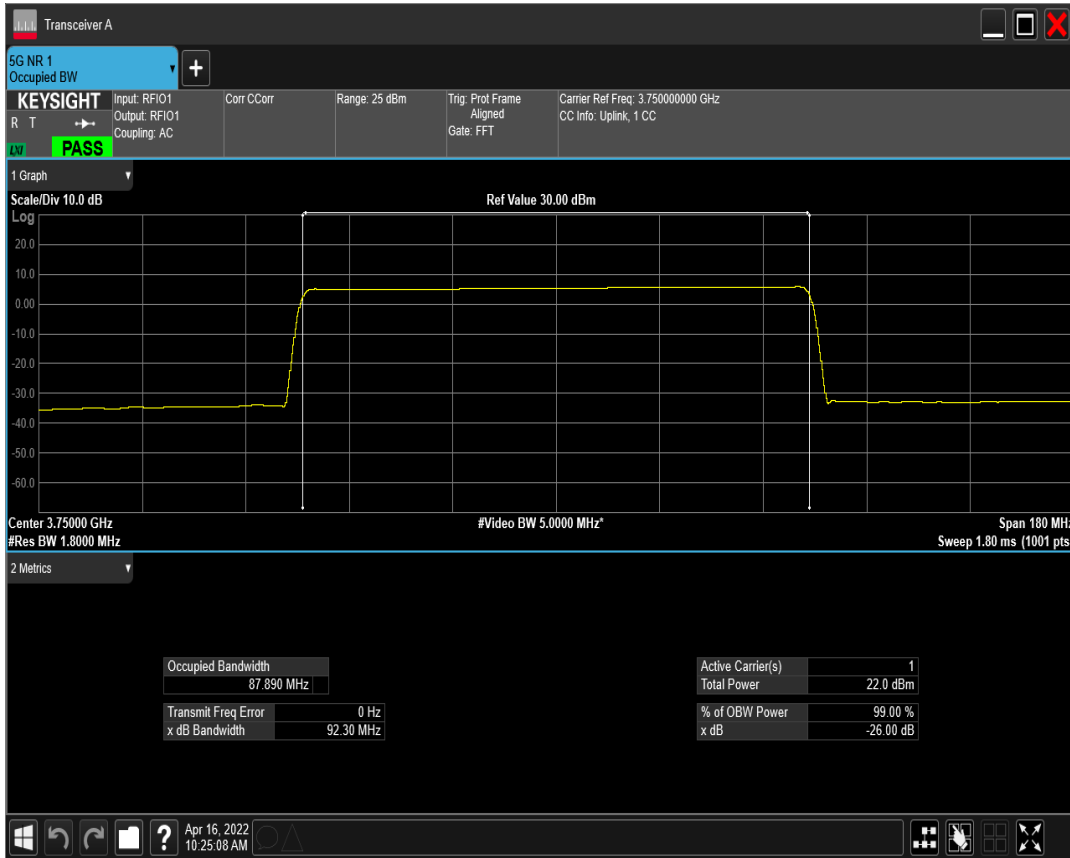 Transceiver A
5G NR 1
Occupied BW
KEYSIGHT
R T
LXI
PASS
Input: RFIO1
Output: RFIO1
Coupling: AC
Corr CCorr
Range: 25 dBm
Trig: Prot Frame
Aligned
Gate: FFT
Carrier Ref Freq: 3.750000000 GHz
CC Info: Uplink, 1 CC
1 Graph
Scale/Div 10.0 dB
Ref Value 30.00 dBm
Log
20.0
10.0
0.00
-10.0
-20.0
-30.0
-40.0
-50.0
-60.0
Center 3.75000 GHz
#Video BW 5.0000 MHz*
Span 180 MHz
#Res BW 1.8000 MHz
Sweep 1.80 ms (1001 pts
2 Metrics
Occupied Bandwidth
87.890 MHz
Transmit Freq Error 0 Hz
x dB Bandwidth 92.30 MHz
Active Carrier(s) 1
Total Power 22.0 dBm
% of OBW Power 99.00 %
x dB -26.00 dB
?
Apr 16, 2022
10:25:08 AM